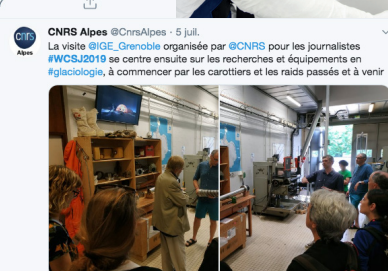 CNRS Alpes @CnrsAlpes · 5 juil.
La visite @IGE_Grenoble organisée par @CNRS pour les journalistes
#WCSJ2019 se centre ensuite sur les recherches et équipements en
#glaciologie, à commencer par les carottiers et les raids passés et à venir
cnrs
Alpes